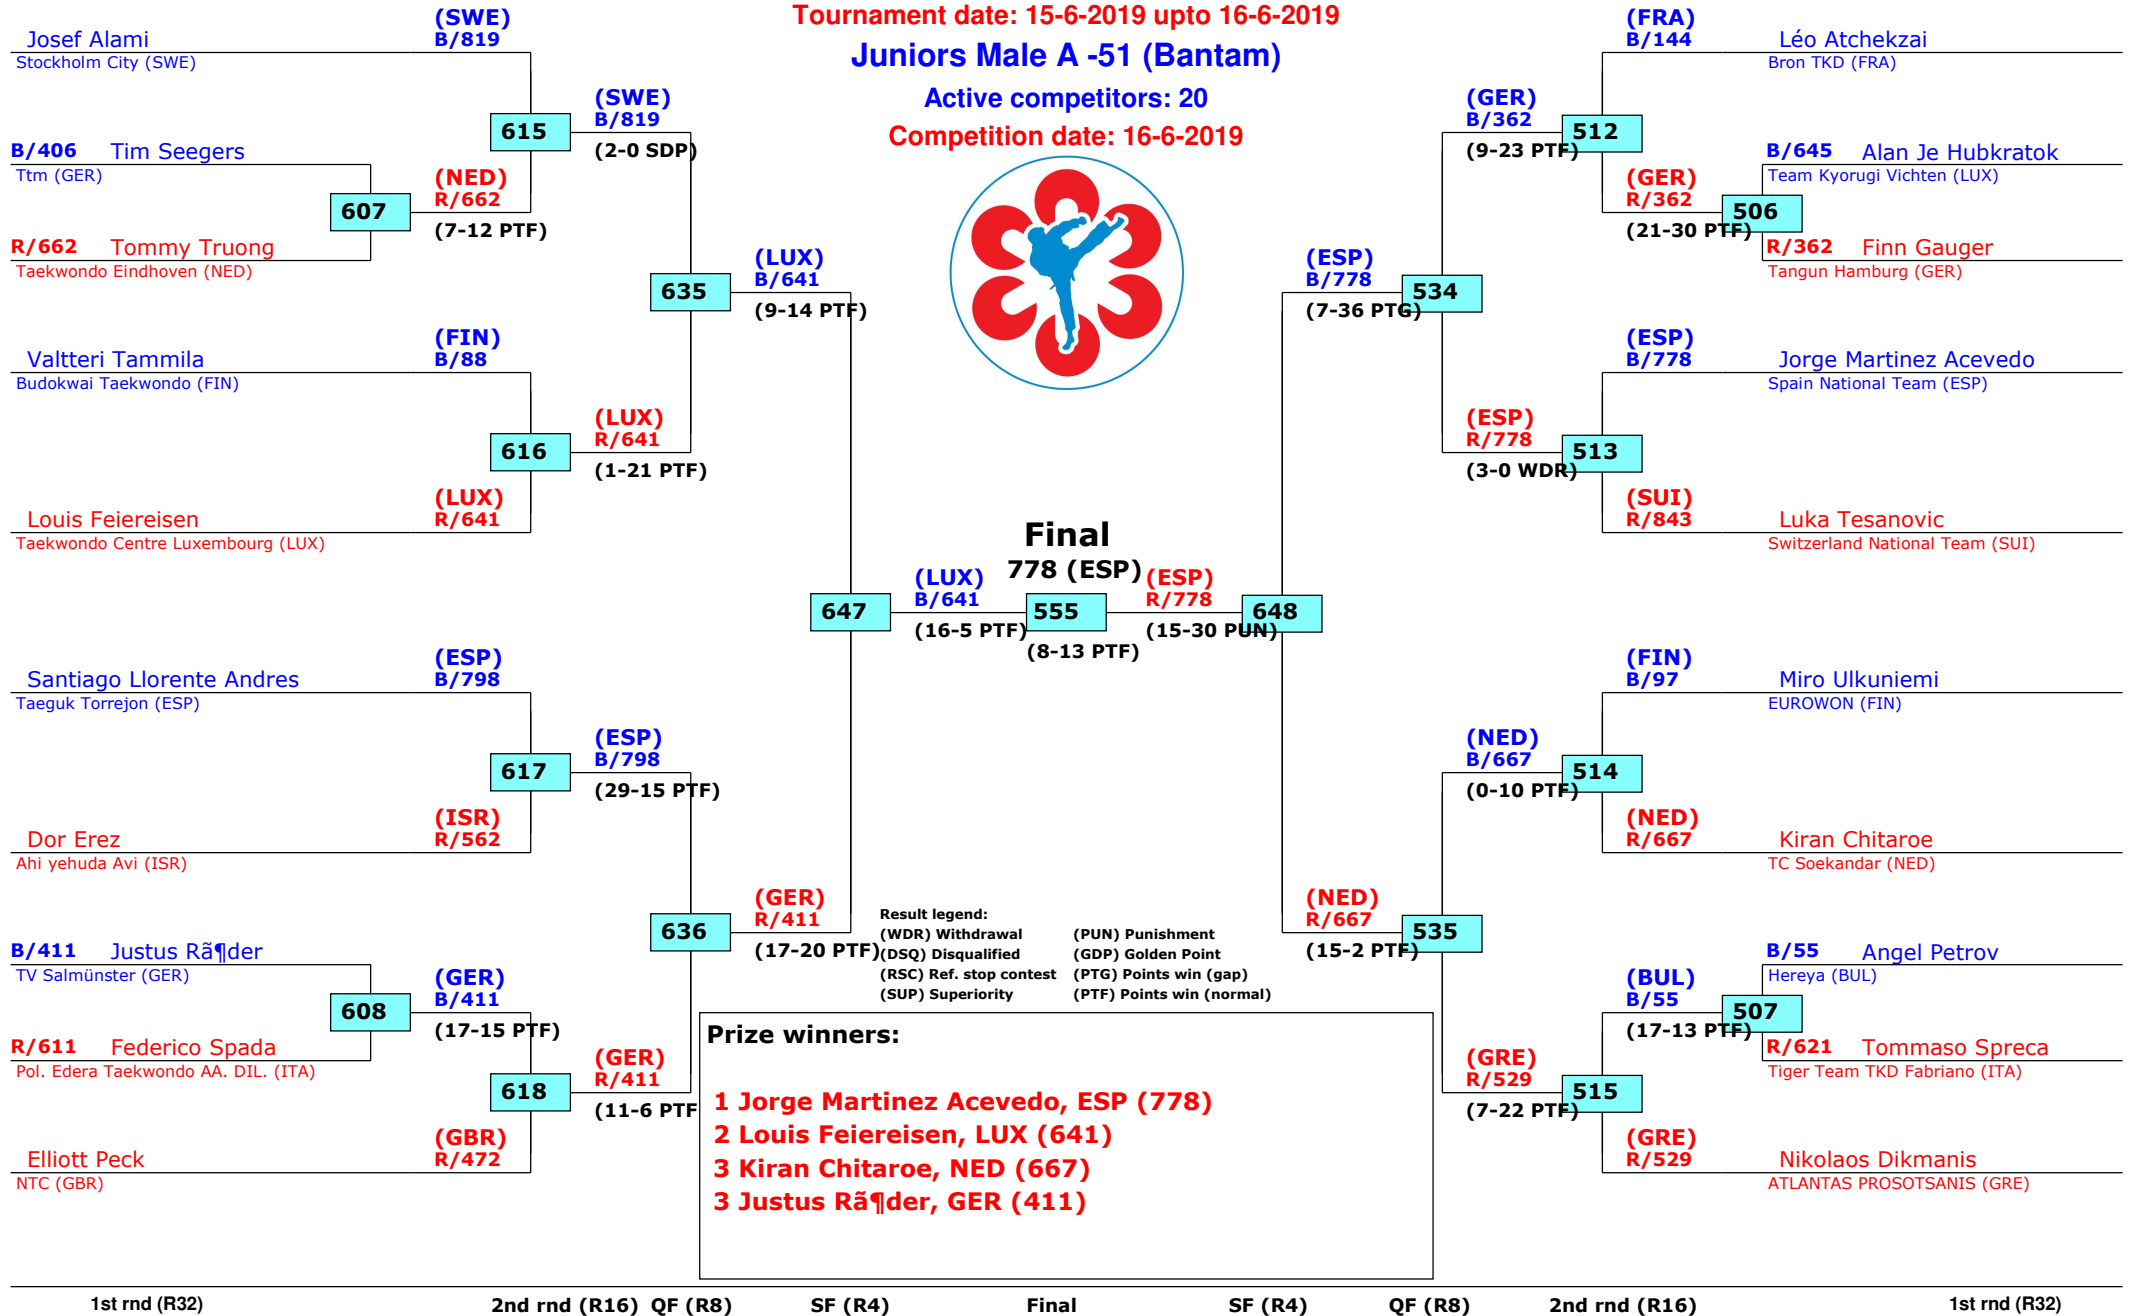 Tournament date: 15-6-2019 upto 16-6-2019
Juniors Male A -51 (Bantam)
Active competitors: 20
Competition date: 16-6-2019
Josef Alami
Stockholm City (SWE)
(SWE)
B/819
B/406 Tim Seegers
Ttm (GER)
607
R/662 Tommy Truong
Taekwondo Eindhoven (NED)
(NED)
R/662
(7-12 PTF)
615
(SWE)
B/819
(2-0 SDP)
Valtteri Tammila
Budokwai Taekwondo (FIN)
(FIN)
B/88
616
Louis Feiereisen
Taekwondo Centre Luxembourg (LUX)
(LUX)
R/641
(LUX)
R/641
(1-21 PTF)
635
(LUX)
B/641
(9-14 PTF)
Santiago Llorente Andres
Taeguk Torrejon (ESP)
(ESP)
B/798
617
Dor Erez
Ahi yehuda Avi (ISR)
(ISR)
R/562
(ESP)
B/798
(29-15 PTF)
B/411 Justus Rã¶der
TV Salmünster (GER)
608
R/611 Federico Spada
Pol. Edera Taekwondo AA. DIL. (ITA)
(GER)
B/411
(17-15 PTF)
618
Elliott Peck
NTC (GBR)
(GBR)
R/472
(GER)
R/411
(11-6 PTF
636
(GER)
R/411
(17-20 PTF)
647
(LUX)
B/641
(16-5 PTF)
Final
778 (ESP)
555
(8-13 PTF)
(ESP)
R/778
(15-30 PUN)
648
(FRA)
B/144
Léo Atchekzai
Bron TKD (FRA)
512
B/645 Alan Je Hubkratok
Team Kyorugi Vichten (LUX)
506
R/362 Finn Gauger
Tangun Hamburg (GER)
(GER)
R/362
(21-30 PTF)
(GER)
B/362
(9-23 PTF)
534
(ESP)
B/778
(7-36 PTG)
(ESP)
B/778
Jorge Martinez Acevedo
Spain National Team (ESP)
513
(ESP)
R/778
(3-0 WDR)
(SUI)
R/843
Luka Tesanovic
Switzerland National Team (SUI)
(FIN)
B/97
Miro Ulkuniemi
EUROWON (FIN)
514
(NED)
B/667
(0-10 PTF)
(NED)
R/667
Kiran Chitaroe
TC Soekandar (NED)
535
(NED)
R/667
(15-2 PTF)
B/55 Angel Petrov
Hereya (BUL)
507
R/621 Tommaso Spreca
Tiger Team TKD Fabriano (ITA)
(BUL)
B/55
(17-13 PTF)
515
(GRE)
R/529
(7-22 PTF)
(GRE)
R/529
Nikolaos Dikmanis
ATLANTAS PROSOTSANIS (GRE)
Result legend:
(WDR) Withdrawal (PUN) Punishment
(DSQ) Disqualified (GDP) Golden Point
(RSC) Ref. stop contest (PTG) Points win (gap)
(SUP) Superiority (PTF) Points win (normal)
Prize winners:
1 Jorge Martinez Acevedo, ESP (778)
2 Louis Feiereisen, LUX (641)
3 Kiran Chitaroe, NED (667)
3 Justus Rã¶der, GER (411)
1st rnd (R32) 2nd rnd (R16) QF (R8) SF (R4) Final SF (R4) QF (R8) 2nd rnd (R16) 1st rnd (R32)